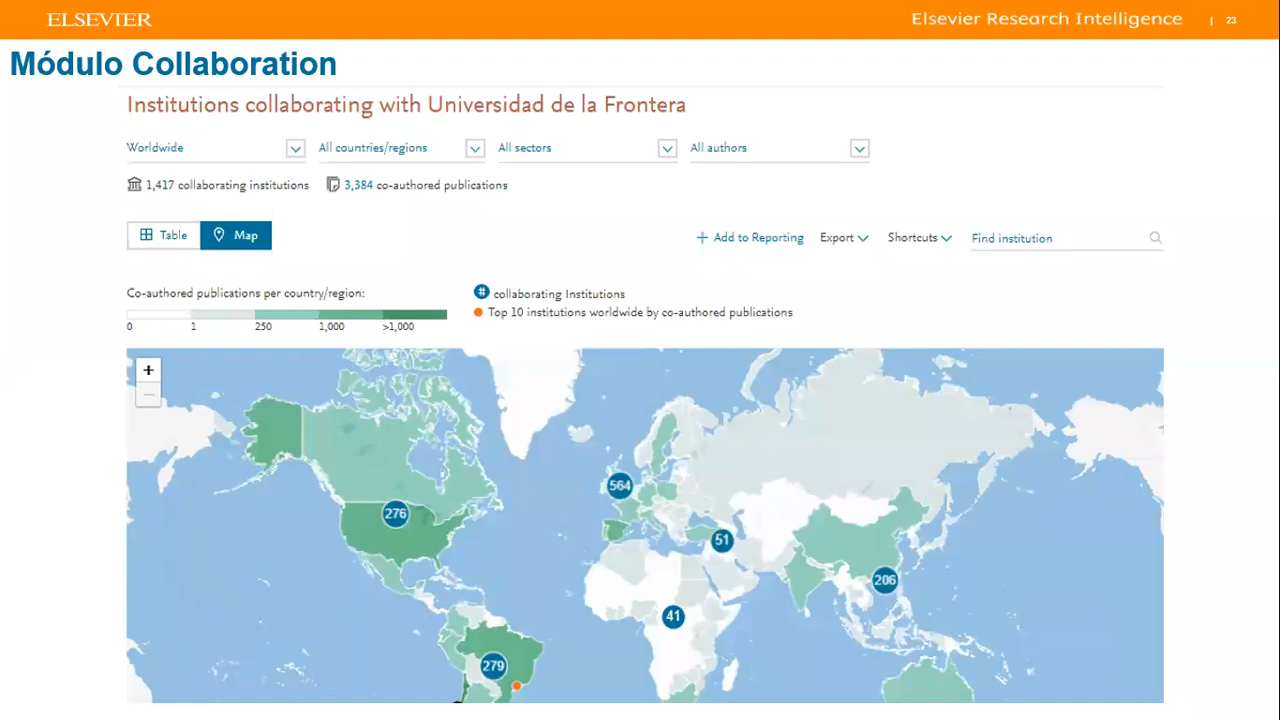 ELSEVIER
Elsevier Research Intelligence | 23
Módulo Collaboration
Institutions collaborating with Universidad de la Frontera
Worldwide All countries/regions All sectors All authors
1,417 collaborating institutions 3,384 co-authored publications
Table Map + Add to Reporting Export Shortcuts Find institution
Co-authored publications per country/region: # collaborating Institutions
Top 10 institutions worldwide by co-authored publications
0 1 250 1,000 >1,000
+
−
564
276
51
206
41
279